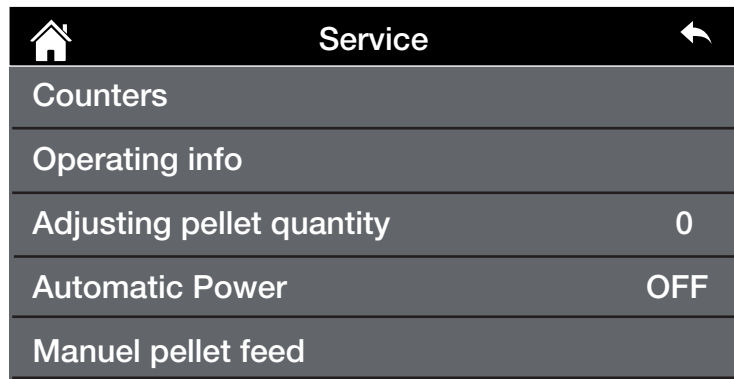 Service
Counters
Operating info
Adjusting pellet quantity 0
Automatic Power OFF
Manuel pellet feed